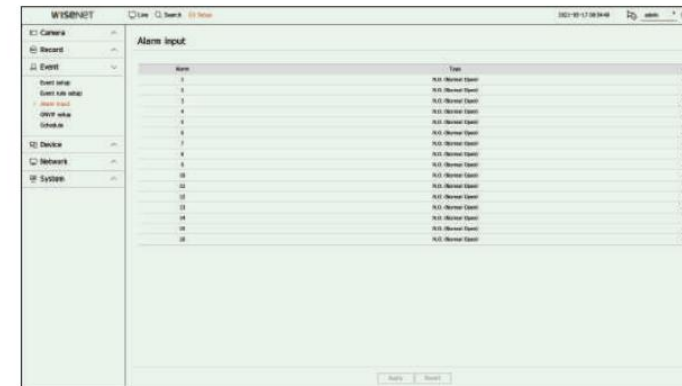 WISENET
Live Search Setup
admin
Camera
Record
Event
Event setup
Event rule setup
Alarm input
ONVIF setup
Schedule
Device
Network
System
Alarm input
Alarm Type
1 N.O. (Normal Open)
2 N.O. (Normal Open)
3 N.O. (Normal Open)
4 N.O. (Normal Open)
5 N.O. (Normal Open)
6 N.O. (Normal Open)
7 N.O. (Normal Open)
8 N.O. (Normal Open)
9 N.O. (Normal Open)
10 N.O. (Normal Open)
11 N.O. (Normal Open)
12 N.O. (Normal Open)
13 N.O. (Normal Open)
14 N.O. (Normal Open)
15 N.O. (Normal Open)
16 N.O. (Normal Open)
Apply Revert